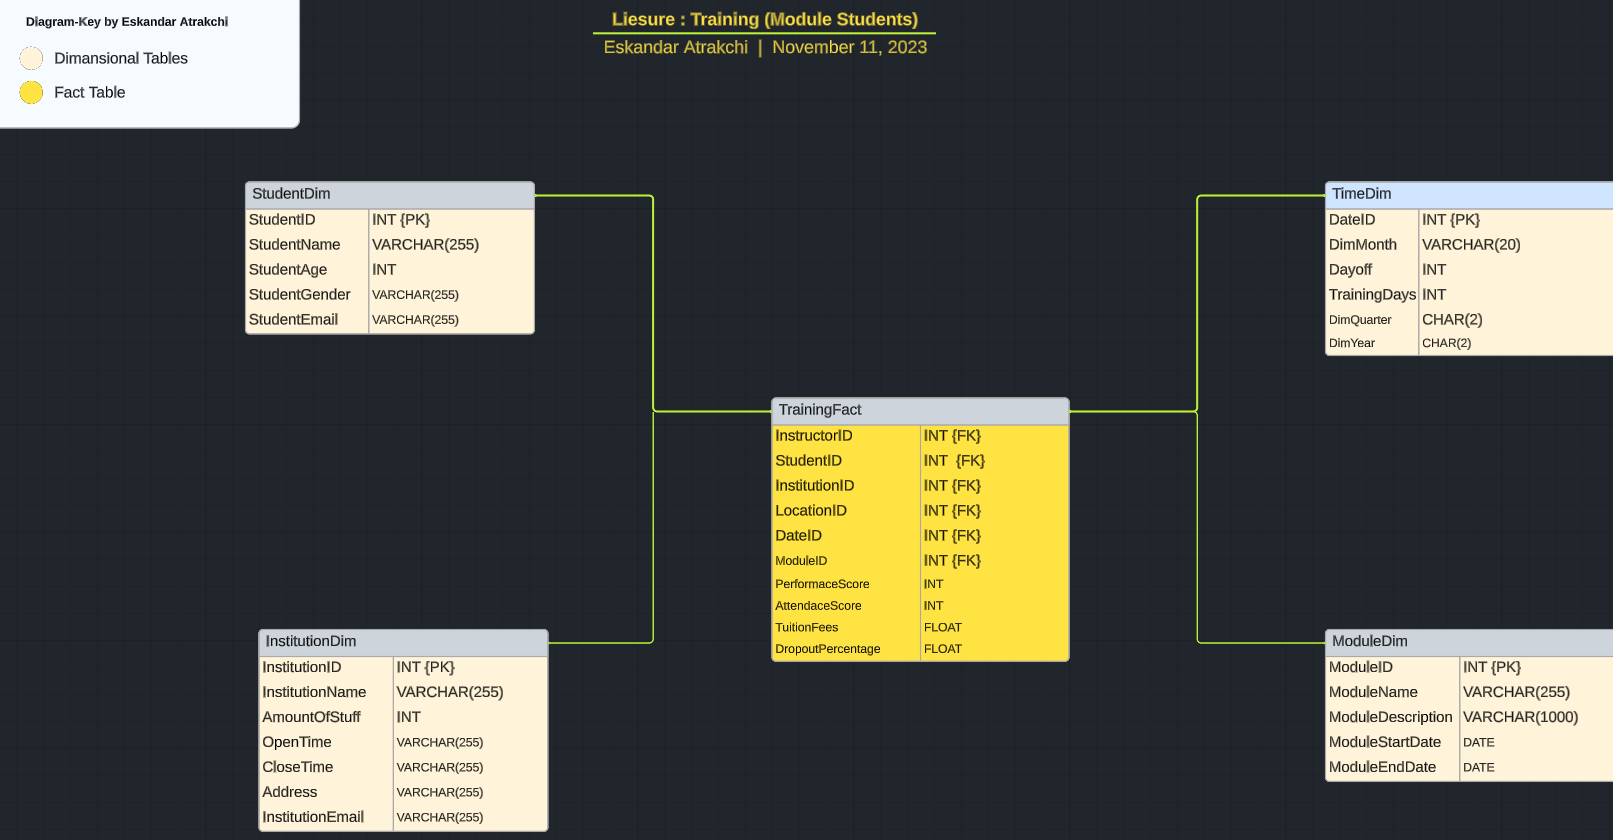 Diagram-Key by Eskandar Atrakchi
Dimansional Tables
Fact Table
Liesure : Training (Module Students)
Eskandar Atrakchi | November 11, 2023
StudentDim
StudentID INT {PK}
StudentName VARCHAR(255)
StudentAge INT
StudentGender VARCHAR(255)
StudentEmail VARCHAR(255)
TimeDim
DateID INT {PK}
DimMonth VARCHAR(20)
Dayoff INT
TrainingDays INT
DimQuarter CHAR(2)
DimYear CHAR(2)
TrainingFact
InstructorID INT {FK}
StudentID INT {FK}
InstitutionID INT {FK}
LocationID INT {FK}
DateID INT {FK}
ModuleID INT {FK}
PerformaceScore INT
AttendaceScore INT
TuitionFees FLOAT
DropoutPercentage FLOAT
InstitutionDim
InstitutionID INT {PK}
InstitutionName VARCHAR(255)
AmountOfStuff INT
OpenTime VARCHAR(255)
CloseTime VARCHAR(255)
Address VARCHAR(255)
InstitutionEmail VARCHAR(255)
ModuleDim
ModuleID INT {PK}
ModuleName VARCHAR(255)
ModuleDescription VARCHAR(1000)
ModuleStartDate DATE
ModuleEndDate DATE